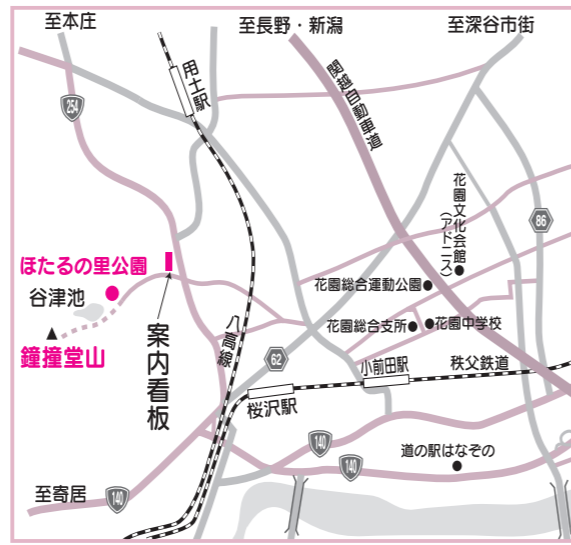 至本庄
至長野・新潟
至深谷市街
用土駅
254
関越自動車道
花園文化会館
(アドニス)
86
ほたるの里公園
谷津池
鐘撞堂山
案内看板
八高線
花園総合運動公園
花園総合支所
花園中学校
62
小前田駅
秩父鉄道
桜沢駅
140
140
道の駅はなぞの
至寄居
140